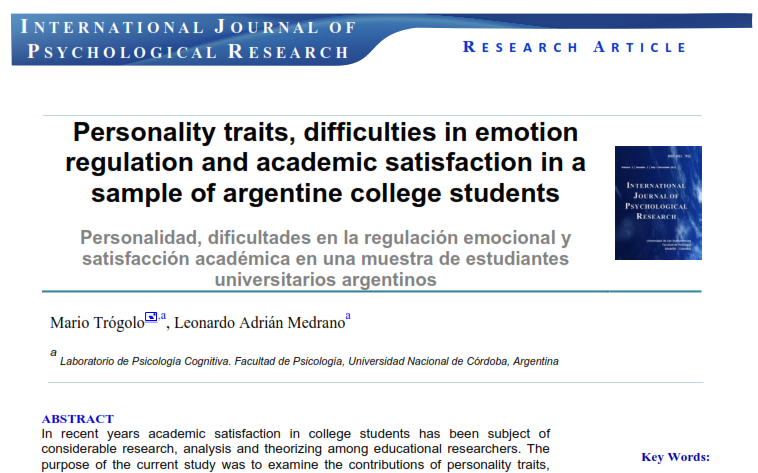 INTERNATIONAL JOURNAL OF
PSYCHOLOGICAL RESEARCH
RESEARCH ARTICLE
Personality traits, difficulties in emotion
regulation and academic satisfaction in a
sample of argentine college students
INTERNATIONAL
JOURNAL OF
PSYCHOLOGICAL
RESEARCH
Personalidad, dificultades en la regulación emocional y
satisfacción académica en una muestra de estudiantes
universitarios argentinos
Mario Trógolo ,a, Leonardo Adrián Medrano a
a Laboratorio de Psicología Cognitiva. Facultad de Psicologia, Universidad Nacional de Córdoba, Argentina
ABSTRACT
In recent years academic satisfaction in college students has been subject of
considerable research, analysis and theorizing among educational researchers. The
purpose of the current study was to examine the contributions of personality traits,
Key Words: